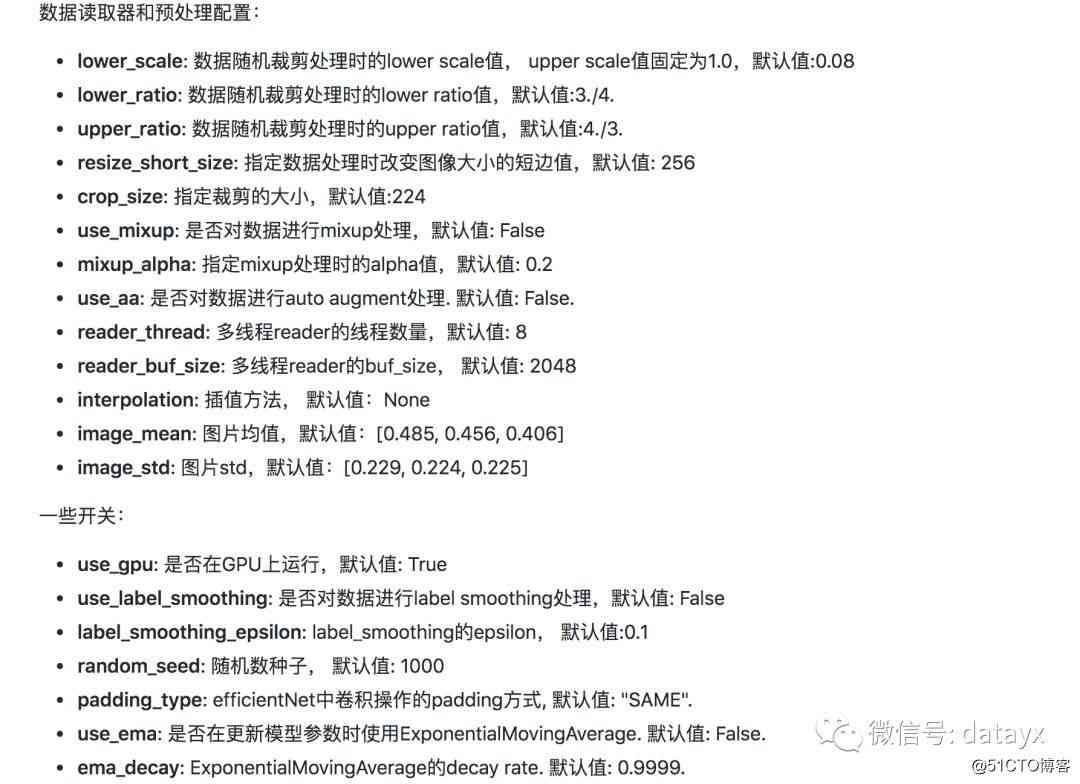 数据读取器和预处理配置：
• lower_scale: 数据随机裁剪处理时的lower scale值， upper scale值固定为1.0，默认值:0.08
• lower_ratio: 数据随机裁剪处理时的lower ratio值，默认值:3./4.
• upper_ratio: 数据随机裁剪处理时的upper ratio值，默认值:4./3.
• resize_short_size: 指定数据处理时改变图像大小的短边值，默认值: 256
• crop_size: 指定裁剪的大小，默认值:224
• use_mixup: 是否对数据进行mixup处理，默认值: False
• mixup_alpha: 指定mixup处理时的alpha值，默认值: 0.2
• use_aa: 是否对数据进行auto augment处理. 默认值: False.
• reader_thread: 多线程reader的线程数量，默认值: 8
• reader_buf_size: 多线程reader的buf_size， 默认值: 2048
• interpolation: 插值方法， 默认值：None
• image_mean: 图片均值，默认值：[0.485, 0.456, 0.406]
• image_std: 图片std，默认值：[0.229, 0.224, 0.225]
一些开关：
• use_gpu: 是否在GPU上运行，默认值: True
• use_label_smoothing: 是否对数据进行label smoothing处理，默认值: False
• label_smoothing_epsilon: label_smoothing的epsilon， 默认值:0.1
• random_seed: 随机数种子， 默认值: 1000
• padding_type: efficientNet中卷积操作的padding方式, 默认值: "SAME".
• use_ema: 是否在更新模型参数时使用ExponentialMovingAverage. 默认值: False.
• ema_decay: ExponentialMovingAverage的decay rate. 默认值: 0.9999.
微信号: datayx
@51CTO博客